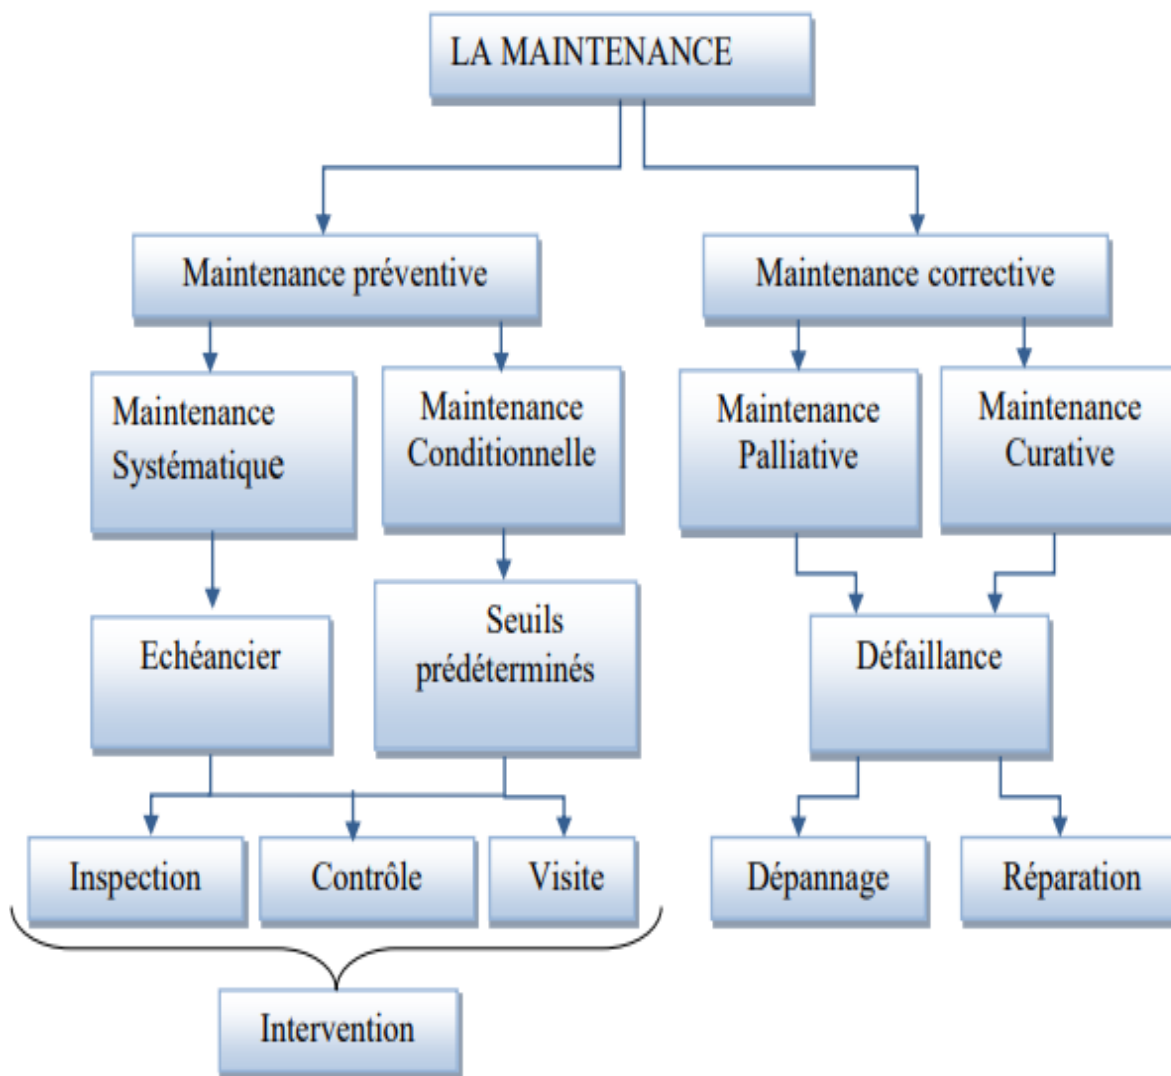 LA MAINTENANCE
Maintenance préventive
Maintenance corrective
Maintenance
Systématique
Maintenance
Conditionnelle
Maintenance
Palliative
Maintenance
Curative
Echéancier
Seuils
prédéterminés
Défaillance
Inspection
Contrôle
Visite
Dépannage
Réparation
Intervention